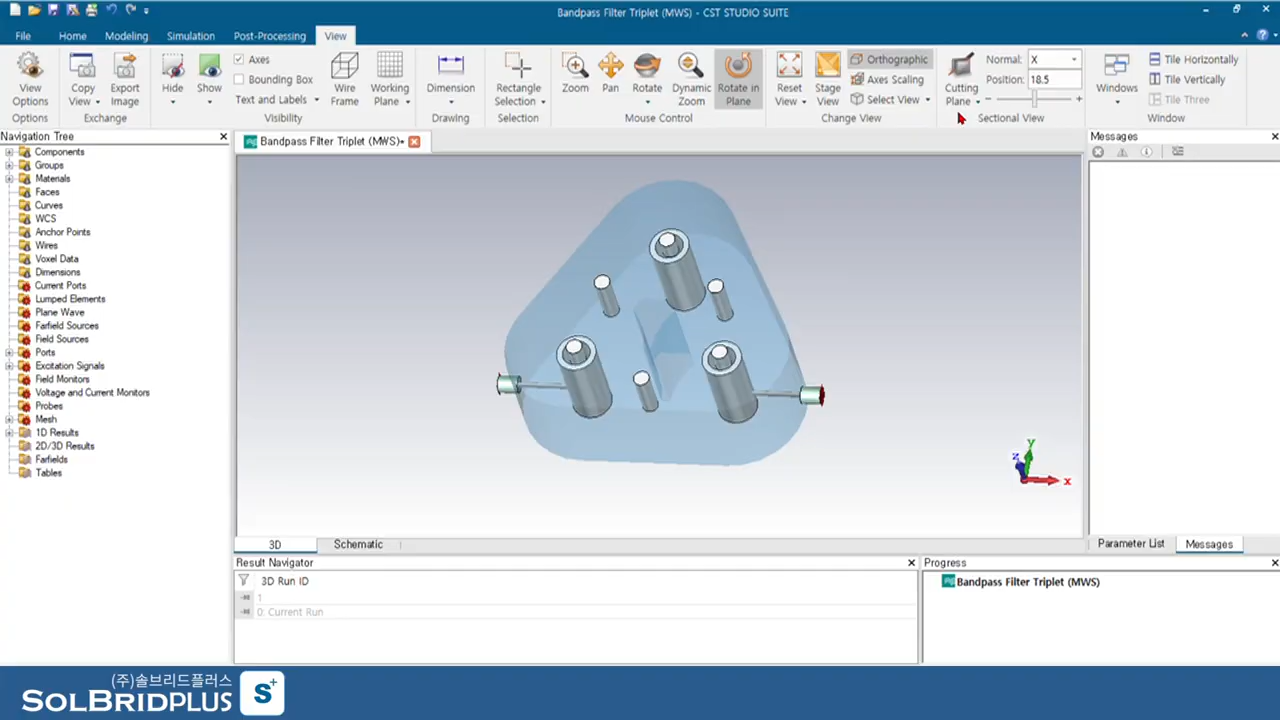 Bandpass Filter Triplet (MWS) - CST STUDIO SUITE
File Home Modeling Simulation Post-Processing View
View Options
Options
Copy View
Export Image
Exchange
Hide
Show
Axes
Bounding Box
Text and Labels
Visibility
Wire Frame
Working Plane
Dimension
Drawing
Rectangle Selection
Selection
Zoom
Pan
Rotate
Dynamic Zoom
Rotate in Plane
Mouse Control
Reset View
Stage View
Orthographic
Axes Scaling
Select View
Change View
Cutting Plane
Normal: X
Position: 18.5
Sectional View
Windows
Tile Horizontally
Tile Vertically
Tile Three
Window
Navigation Tree
Components
Groups
Materials
Faces
Curves
WCS
Anchor Points
Wires
Voxel Data
Dimensions
Current Ports
Lumped Elements
Plane Wave
Farfield Sources
Field Sources
Ports
Excitation Signals
Field Monitors
Voltage and Current Monitors
Probes
Mesh
1D Results
2D/3D Results
Farfields
Tables
Bandpass Filter Triplet (MWS)*
y
z
x
3D Schematic
Messages
Parameter List Messages
Result Navigator
3D Run ID
1
0: Current Run
Progress
Bandpass Filter Triplet (MWS)
(주)솔브리드플러스
SOLBRIDPLUS
S+